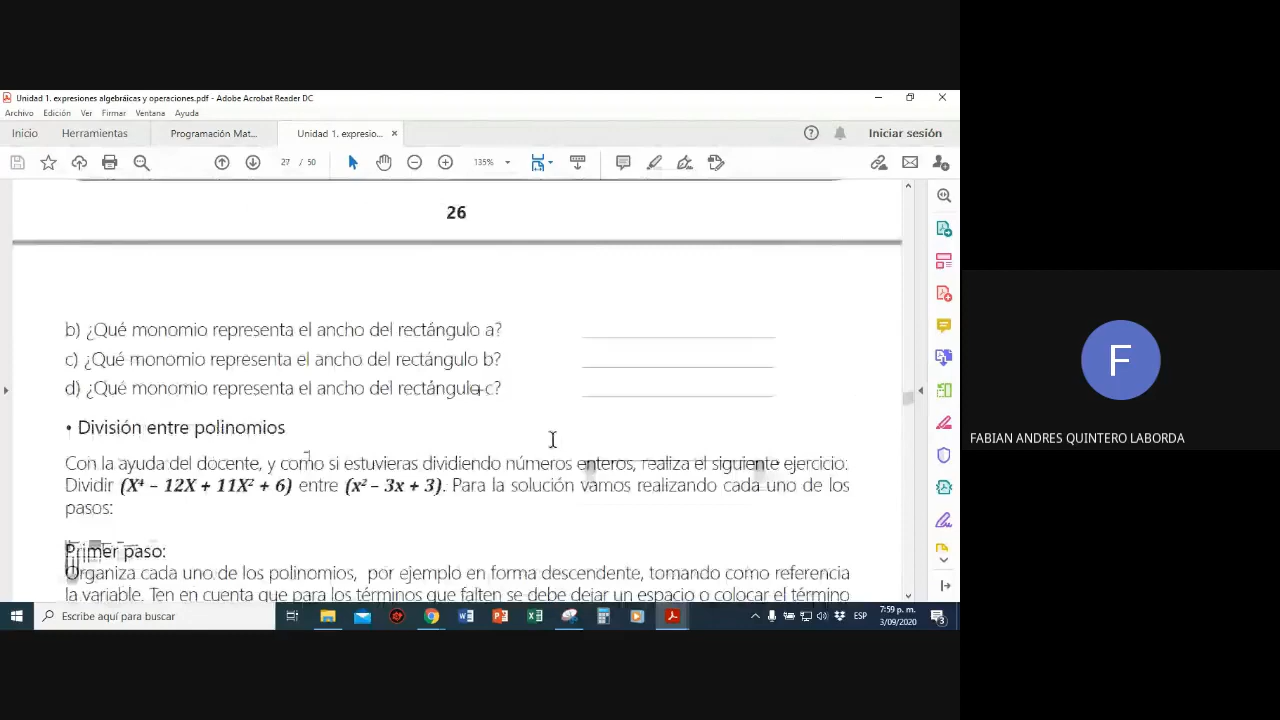 Unidad 1. expresiones algebráicas y operaciones.pdf - Adobe Acrobat Reader DC
Archivo Edición Ver Firmar Ventana Ayuda
Inicio Herramientas Programación Mat... Unidad 1. expresio... Iniciar sesión
27 / 50 135%
26
b) ¿Qué monomio representa el ancho del rectángulo a?
c) ¿Qué monomio representa el ancho del rectángulo b?
d) ¿Qué monomio representa el ancho del rectángulo c?
• División entre polinomios
Con la ayuda del docente, y como si estuvieras dividiendo números enteros, realiza el siguiente ejercicio:
Dividir (X⁴ – 12X + 11X² + 6) entre (x² – 3x + 3). Para la solución vamos realizando cada uno de los
pasos:
Primer paso:
Organiza cada uno de los polinomios, por ejemplo en forma descendente, tomando como referencia
la variable. Ten en cuenta que para los términos que falten se debe dejar un espacio o colocar el término
F
FABIAN ANDRES QUINTERO LABORDA
Escribe aquí para buscar
ESP
7:59 p. m.
3/09/2020
3